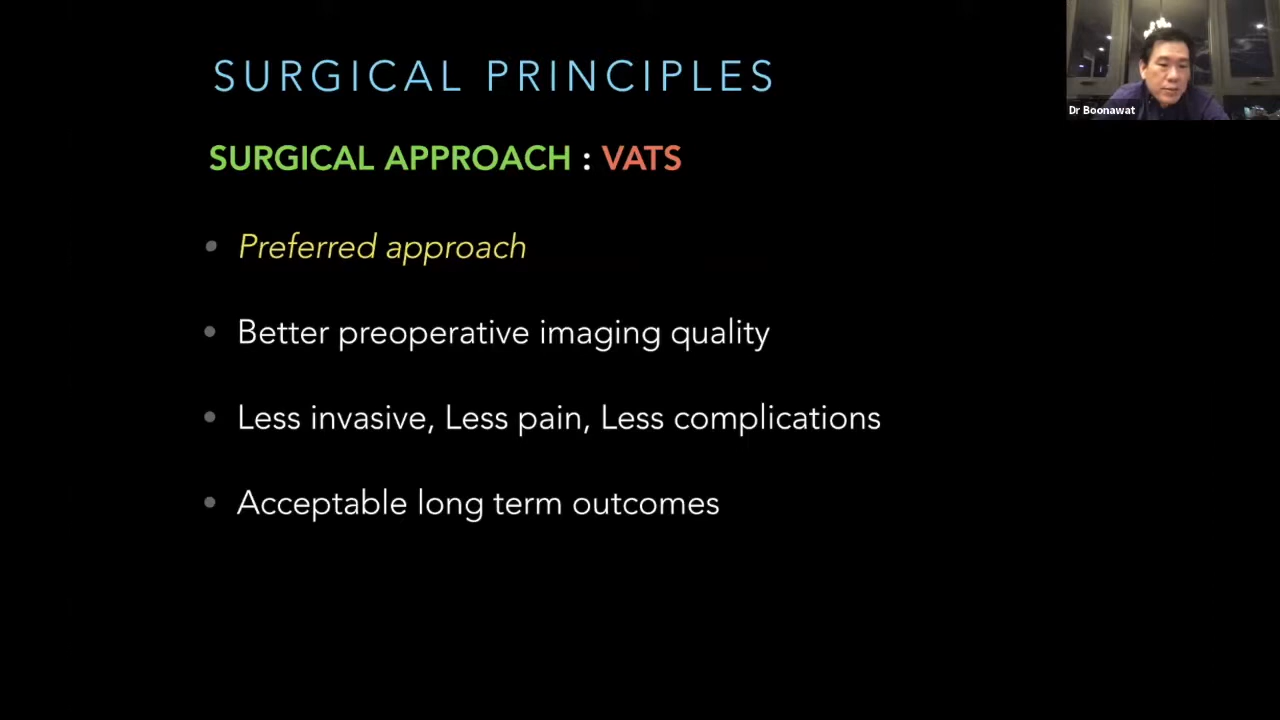 SURGICAL PRINCIPLES
Dr Boonawat
SURGICAL APPROACH : VATS
• Preferred approach
• Better preoperative imaging quality
• Less invasive, Less pain, Less complications
• Acceptable long term outcomes